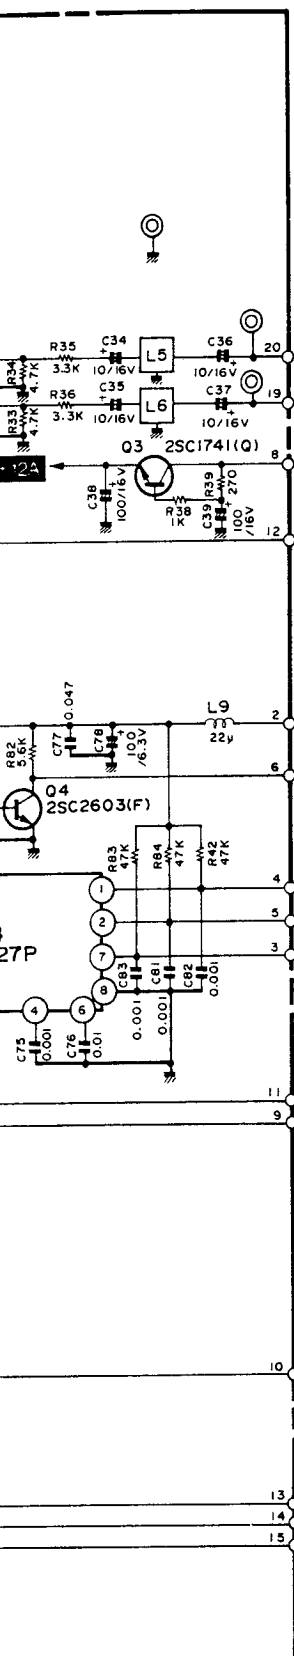 20
R35
C34
L5
C36
R34
4.7K
3.3K
10/16V
10/16V
R36
C35
L6
C37
19
R33
4.7K
3.3K
10/16V
10/16V
Q3 2SC1741(Q)
8
12A
C38
100/16V
R38
1K
R39
270
C39
100
/16V
12
0.047
L9
2
22μ
R82
5.6K
C77
C78
100
/6.3V
6
Q4
2SC2603(F)
R83
47K
R84
47K
R42
47K
1
4
2
5
27P
7
3
C83
0.001
C81
0.001
C82
0.001
8
4
6
C75
0.001
C76
0.01
11
9
10
13
14
15